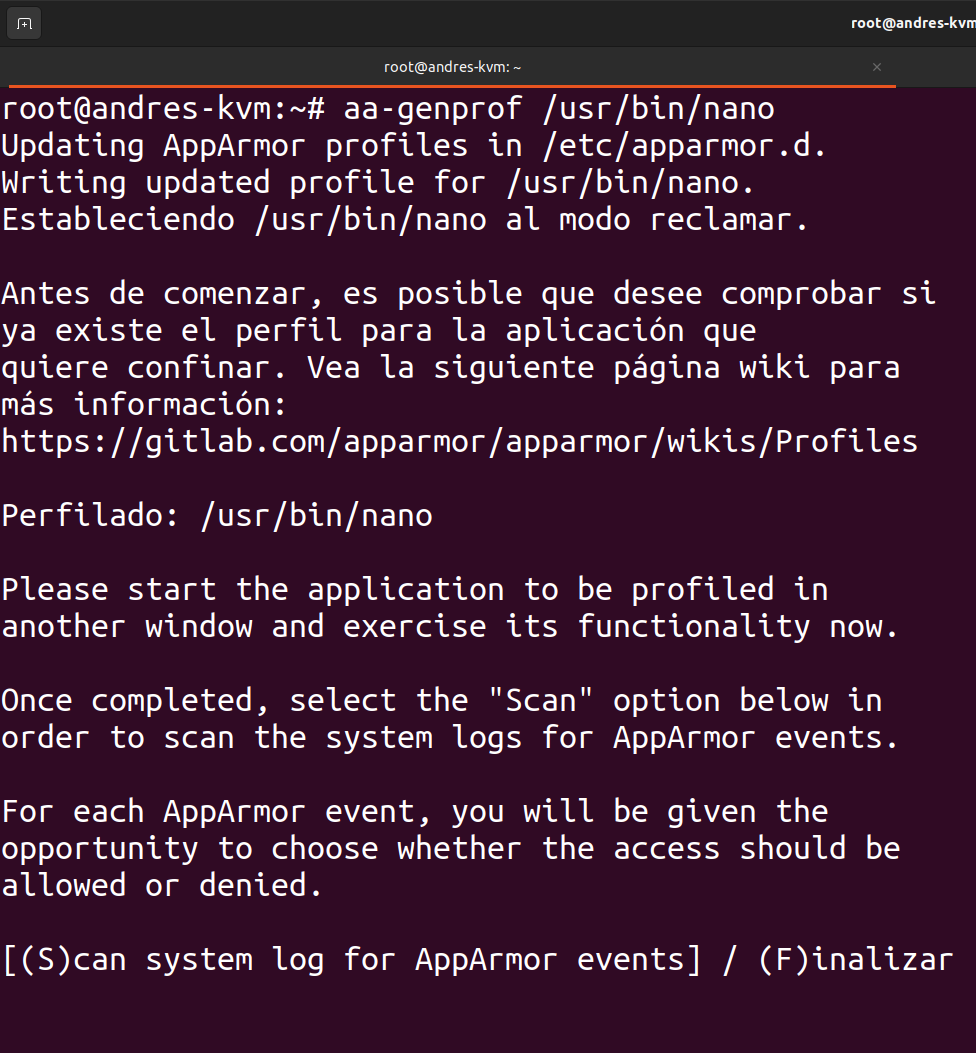 root@andres-kvm
root@andres-kvm: ~
root@andres-kvm:~# aa-genprof /usr/bin/nano
Updating AppArmor profiles in /etc/apparmor.d.
Writing updated profile for /usr/bin/nano.
Estableciendo /usr/bin/nano al modo reclamar.
Antes de comenzar, es posible que desee comprobar si
ya existe el perfil para la aplicación que
quiere confinar. Vea la siguiente página wiki para
más información:
https://gitlab.com/apparmor/apparmor/wikis/Profiles
Perfilado: /usr/bin/nano
Please start the application to be profiled in
another window and exercise its functionality now.
Once completed, select the "Scan" option below in
order to scan the system logs for AppArmor events.
For each AppArmor event, you will be given the
opportunity to choose whether the access should be
allowed or denied.
[(S)can system log for AppArmor events] / (F)inalizar